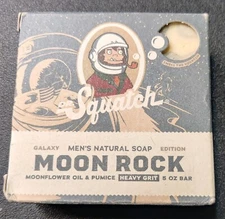 Squatch
GALAXY MEN'S NATURAL SOAP EDITION
MOON ROCK
MOONFLOWER OIL & PUMICE HEAVY GRIT 5 OZ BAR